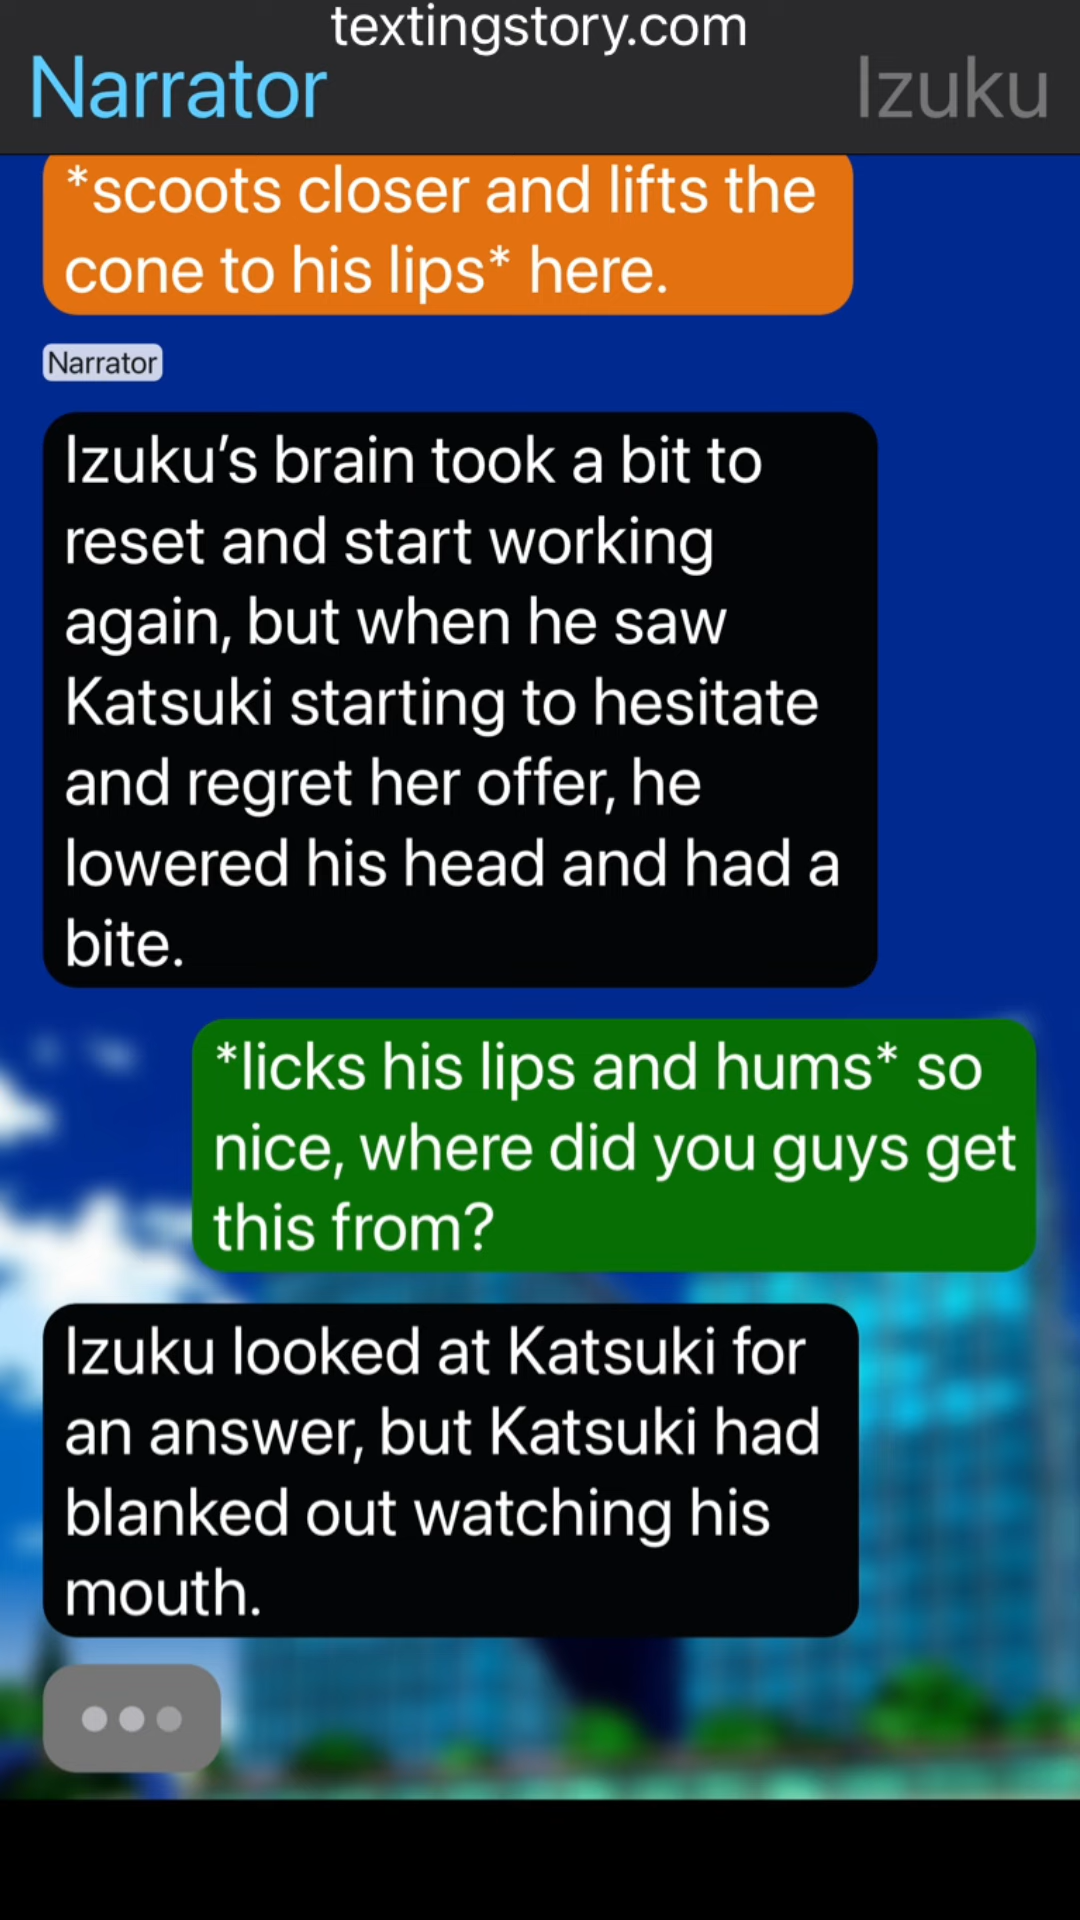 textingstory.com
Narrator
Izuku
*scoots closer and lifts the
cone to his lips* here.
Narrator
Izuku’s brain took a bit to
reset and start working
again, but when he saw
Katsuki starting to hesitate
and regret her offer, he
lowered his head and had a
bite.
*licks his lips and hums* so
nice, where did you guys get
this from?
Izuku looked at Katsuki for
an answer, but Katsuki had
blanked out watching his
mouth.